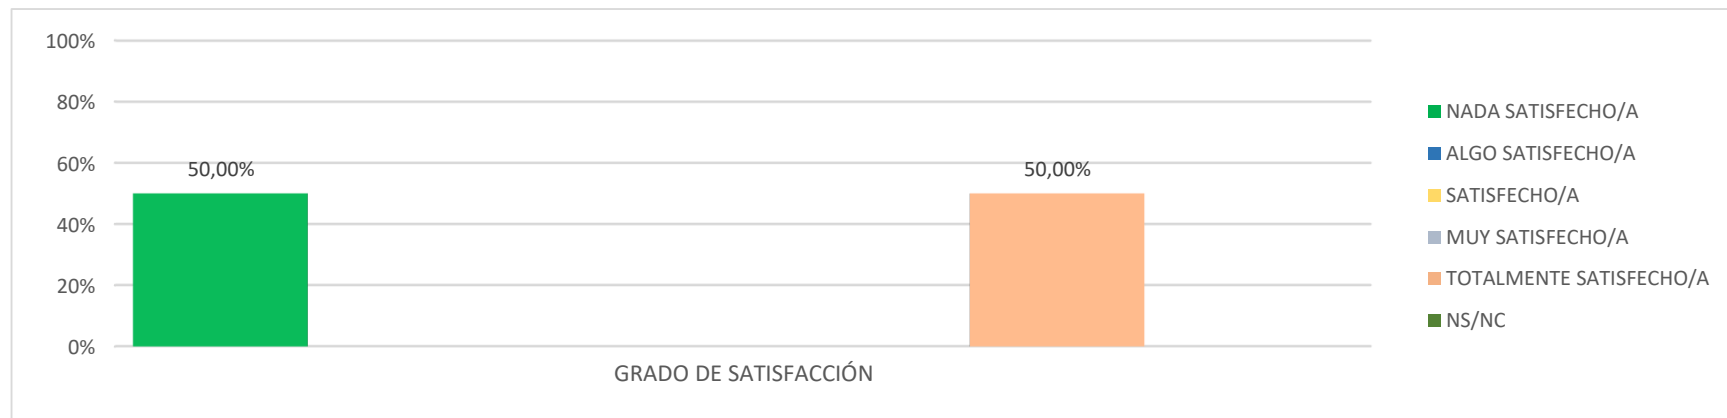 100%
80%
60%
40%
20%
0%
50,00%
50,00%
GRADO DE SATISFACCIÓN
NADA SATISFECHO/A
ALGO SATISFECHO/A
SATISFECHO/A
MUY SATISFECHO/A
TOTALMENTE SATISFECHO/A
NS/NC